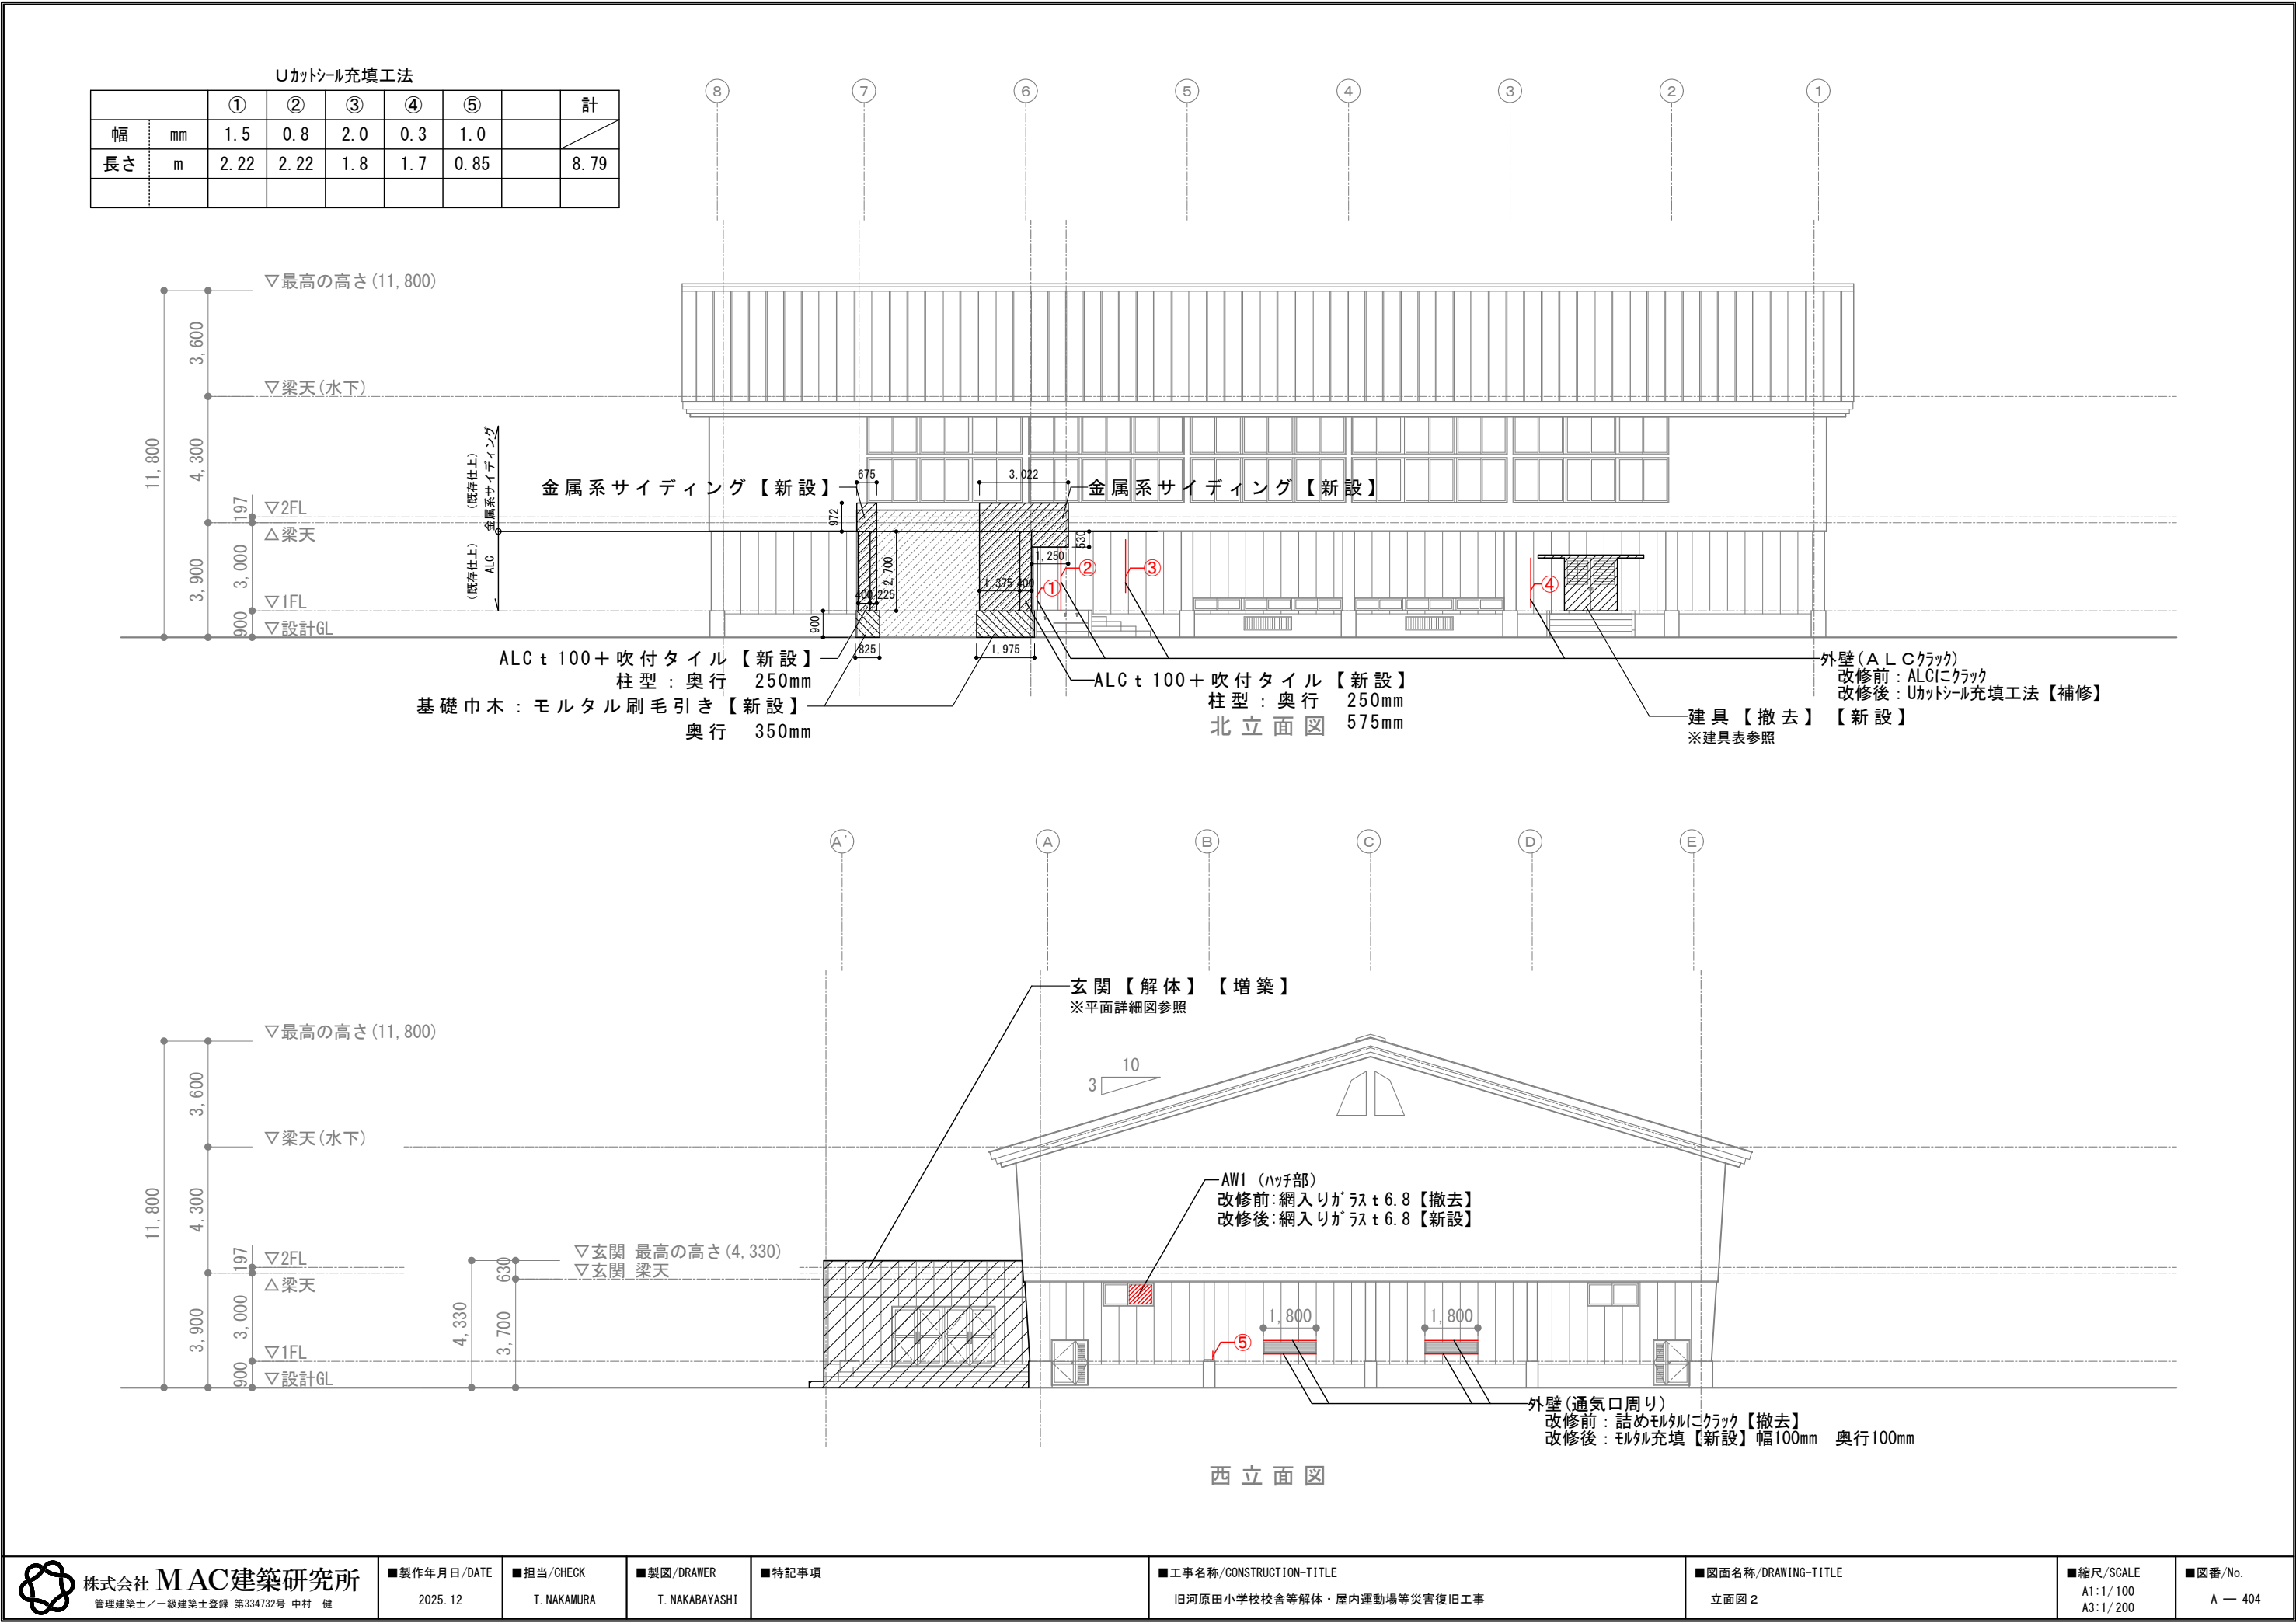 Uカットシール充填工法
① ② ③ ④ ⑤ 計
幅 mm 1.5 0.8 2.0 0.3 1.0
長さ m 2.22 2.22 1.8 1.7 0.85 8.79
8 7 6 5 4 3 2 1
▽最高の高さ(11,800)
3,600
▽梁天(水下)
11,800
4,300
(既存仕上)
金属系サイディング
675
3,022
金属系サイディング【新設】
金属系サイディング【新設】
197
▽2FL
972
△梁天
530
(既存仕上)
ALC
3,900
3,000
2,700
1,250
①
②
③
④
1,375
400
400
225
▽1FL
900
▽設計GL
900
825
1,975
ALC t 100+吹付タイル【新設】
柱型:奥行 250mm
基礎巾木:モルタル刷毛引き【新設】
奥行 350mm
ALC t 100+吹付タイル【新設】
柱型:奥行 250mm
575mm
北立面図
外壁(ALCクラック)
改修前:ALCにクラック
改修後:Uカットシール充填工法【補修】
建具【撤去】【新設】
※建具表参照
A' A B C D E
玄関【解体】【増築】
※平面詳細図参照
▽最高の高さ(11,800)
3,600
10
3
▽梁天(水下)
11,800
4,300
AW1 (ハッチ部)
改修前:網入りガラス t 6.8【撤去】
改修後:網入りガラス t 6.8【新設】
197
▽2FL
△梁天
▽玄関 最高の高さ(4,330)
▽玄関 梁天
630
3,900
3,000
4,330
3,700
1,800
1,800
⑤
▽1FL
900
▽設計GL
外壁(通気口周り)
改修前:詰めモルタルにクラック【撤去】
改修後:モルタル充填【新設】幅100mm 奥行100mm
西立面図
株式会社 MAC建築研究所
管理建築士/一級建築士登録 第334732号 中村 健
■製作年月日/DATE
2025.12
■担当/CHECK
T.NAKAMURA
■製図/DRAWER
T.NAKABAYASHI
■特記事項
■工事名称/CONSTRUCTION-TITLE
旧河原田小学校校舎等解体・屋内運動場等災害復旧工事
■図面名称/DRAWING-TITLE
立面図2
■縮尺/SCALE
A1:1/100
A3:1/200
■図番/No.
A ― 404